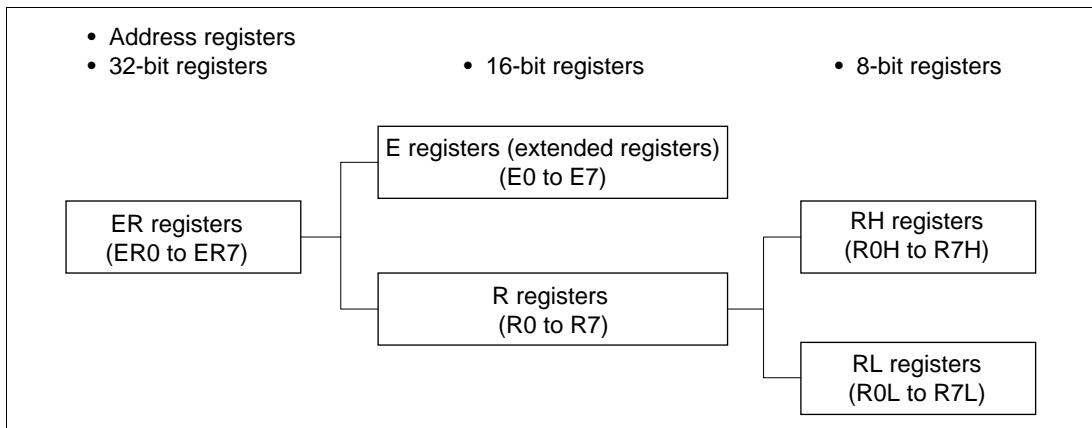 • Address registers
• 32-bit registers
• 16-bit registers
• 8-bit registers
E registers (extended registers)
(E0 to E7)
ER registers
(ER0 to ER7)
RH registers
(R0H to R7H)
R registers
(R0 to R7)
RL registers
(R0L to R7L)